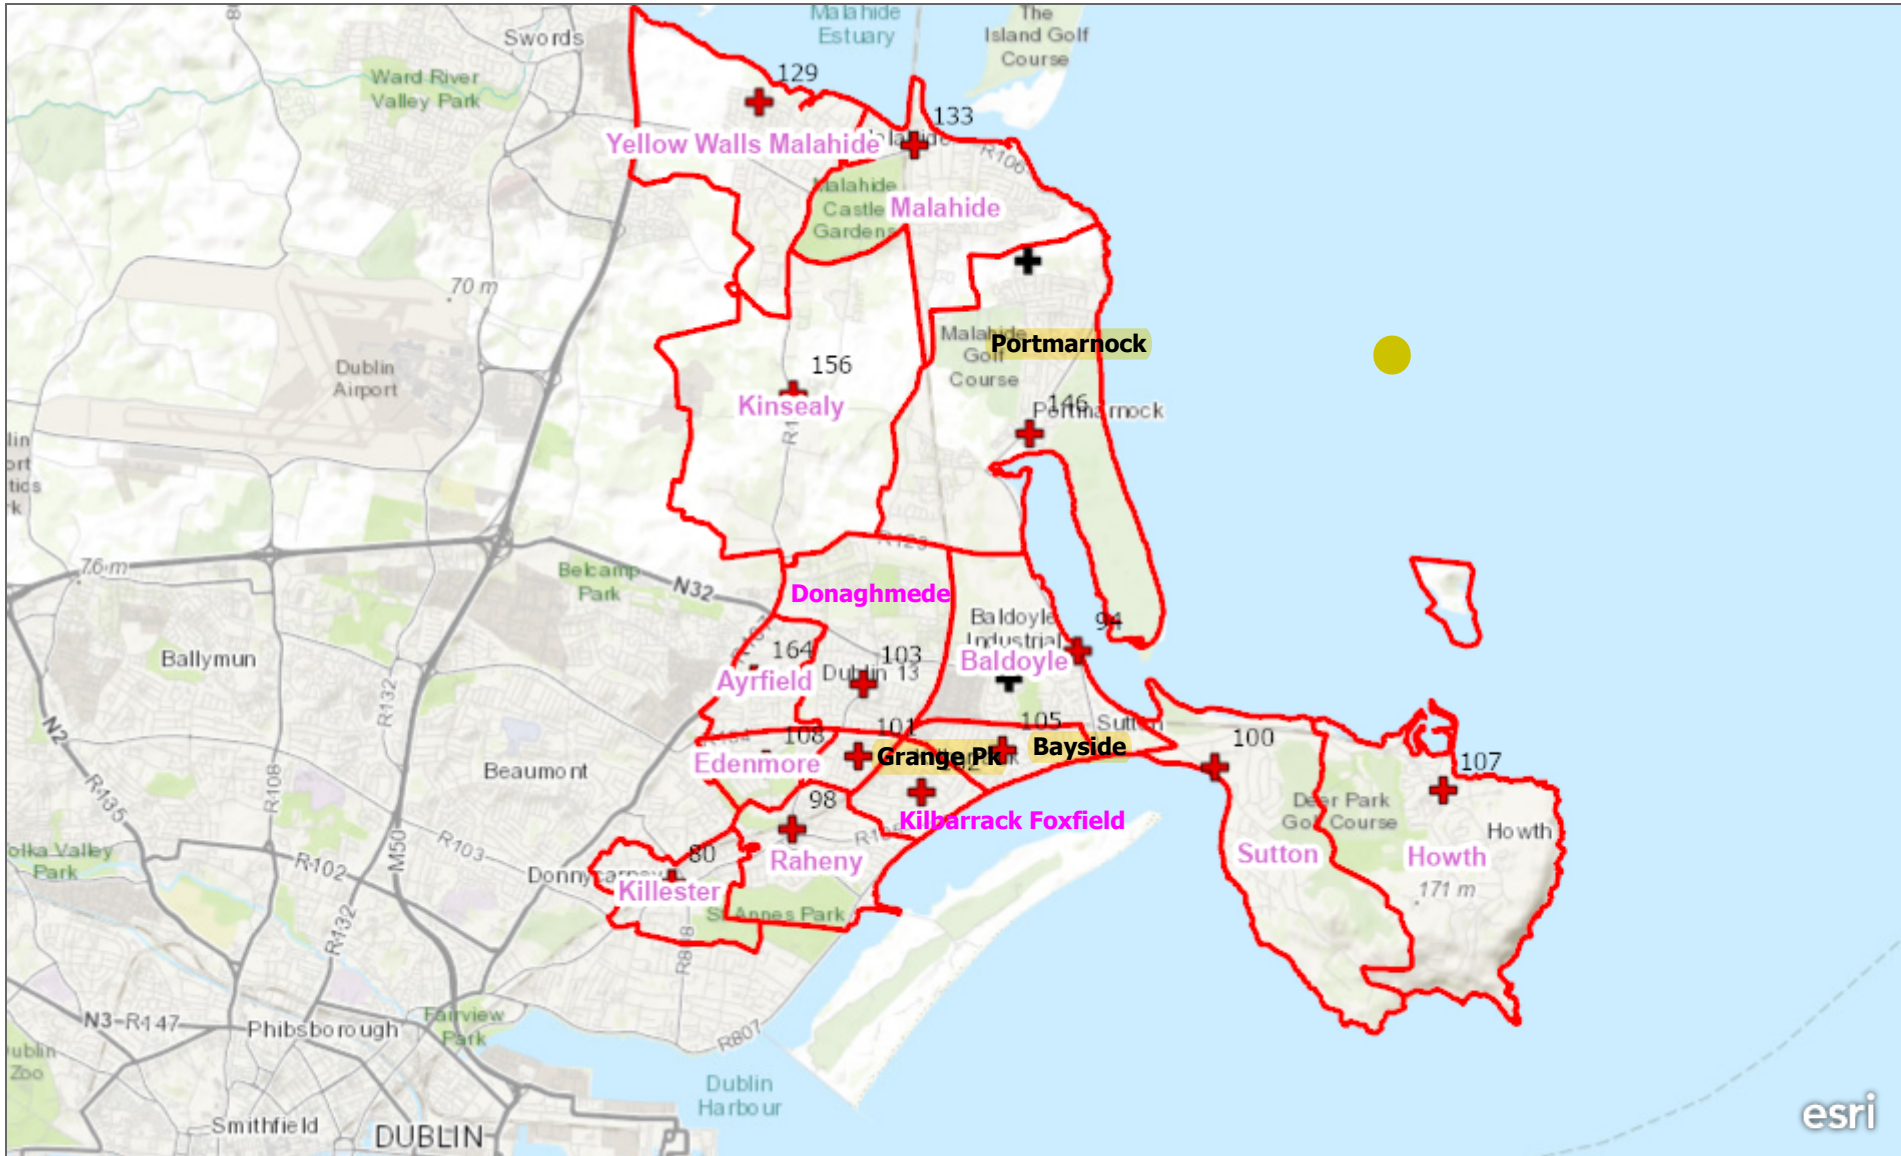 Malahide
Estuary
The
Island Golf
Course
Swords
Ward River
Valley Park
129
133
Yellow Walls Malahide
R106
Malahide
Castle
Gardens
Malahide
70 m
Malahide
Golf
Course
Portmarnock
Dublin
Airport
156
Kinsealy
146
Portmarnock
76 m
Belcamp
Park
N32
Donaghmede
Baldoyle
Industrial
94
Baldoyle
Ballymun
R132
164
103
Dublin 13
Ayrfield
101
105
Sutton
108
Edenmore
Grange Pk
Bayside
100
107
N2
R135
R108
Beaumont
98
Kilbarrack Foxfield
Deer Park
Golf Course
Howth
R103
R102
M50
80
Raheny
Sutton
Howth
171 m
Donnycarney
Killester
St Annes Park
R132
N3-R147
Phibsborough
Fairview
Park
R807
Dublin
Harbour
Zoo
Smithfield
DUBLIN
esri